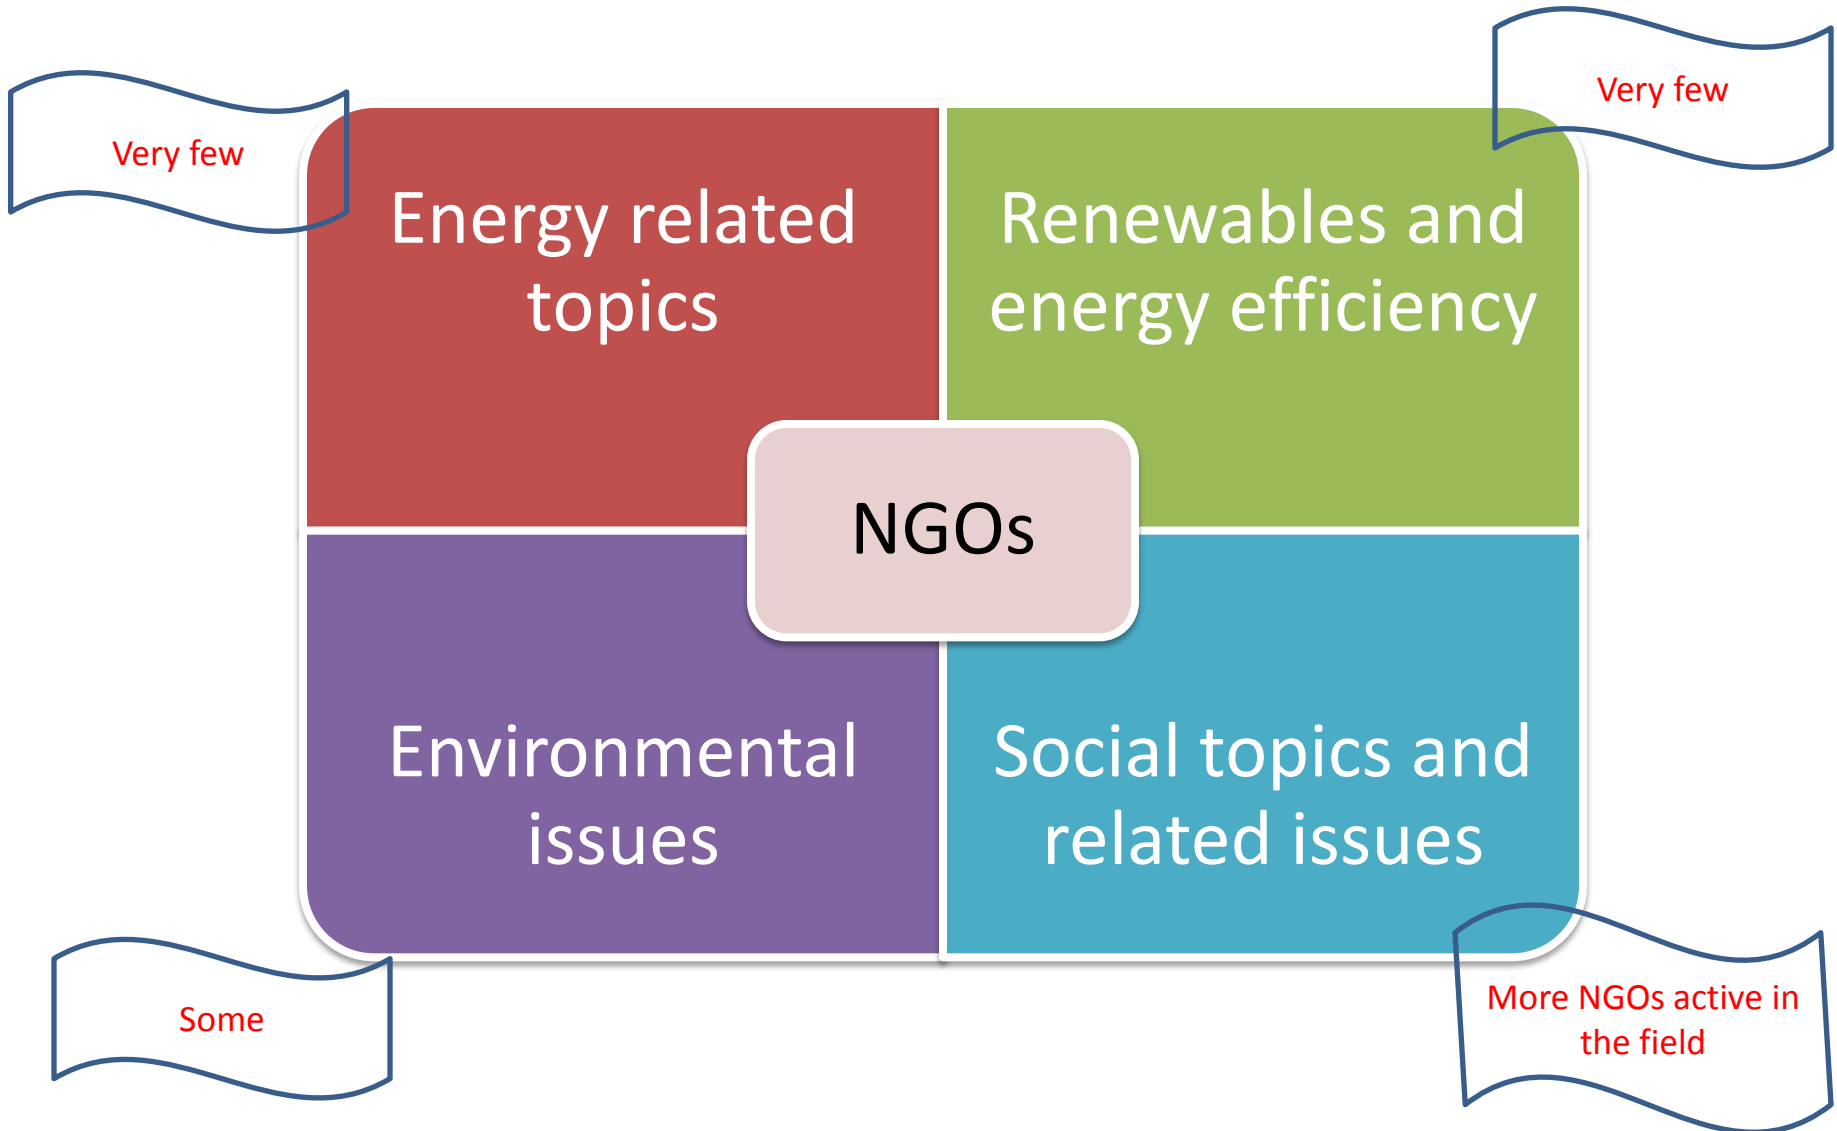 Very few
Very few
Energy related
topics
Renewables and
energy efficiency
NGOs
Environmental
issues
Social topics and
related issues
Some
More NGOs active in
the field